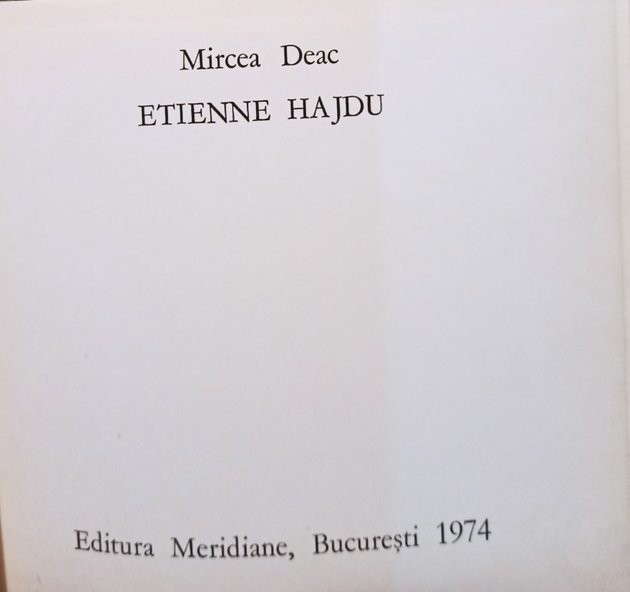 Mircea Deac
ETIENNE HAJDU
Editura Meridiane, București 1974